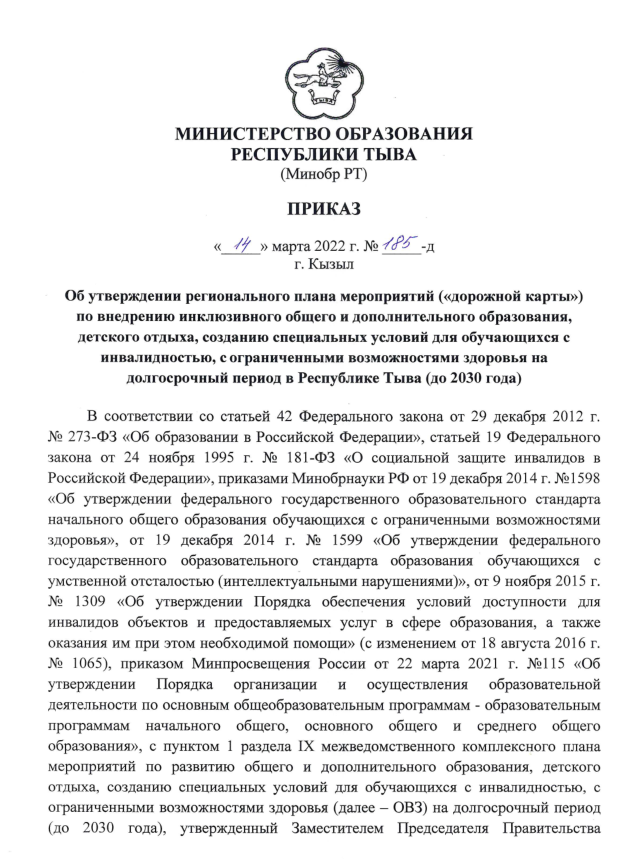 ТЫВА
МИНИСТЕРСТВО ОБРАЗОВАНИЯ
РЕСПУБЛИКИ ТЫВА
(Минобр РТ)
ПРИКАЗ
«14» марта 2022 г. № 185-д
г. Кызыл
Об утверждении регионального плана мероприятий («дорожной карты»)
по внедрению инклюзивного общего и дополнительного образования,
детского отдыха, созданию специальных условий для обучающихся с
инвалидностью, с ограниченными возможностями здоровья на
долгосрочный период в Республике Тыва (до 2030 года)
В соответствии со статьей 42 Федерального закона от 29 декабря 2012 г.
№ 273-ФЗ «Об образовании в Российской Федерации», статьей 19 Федерального
закона от 24 ноября 1995 г. № 181-ФЗ «О социальной защите инвалидов в
Российской Федерации», приказами Минобрнауки РФ от 19 декабря 2014 г. №1598
«Об утверждении федерального государственного образовательного стандарта
начального общего образования обучающихся с ограниченными возможностями
здоровья», от 19 декабря 2014 г. № 1599 «Об утверждении федерального
государственного образовательного стандарта образования обучающихся с
умственной отсталостью (интеллектуальными нарушениями)», от 9 ноября 2015 г.
№ 1309 «Об утверждении Порядка обеспечения условий доступности для
инвалидов объектов и предоставляемых услуг в сфере образования, а также
оказания им при этом необходимой помощи» (с изменением от 18 августа 2016 г.
№ 1065), приказом Минпросвещения России от 22 марта 2021 г. №115 «Об
утверждении Порядка организации и осуществления образовательной
деятельности по основным общеобразовательным программам - образовательным
программам начального общего, основного общего и среднего общего
образования», с пунктом 1 раздела IX межведомственного комплексного плана
мероприятий по развитию общего и дополнительного образования, детского
отдыха, созданию специальных условий для обучающихся с инвалидностью, с
ограниченными возможностями здоровья (далее – ОВЗ) на долгосрочный период
(до 2030 года), утвержденный Заместителем Председателя Правительства